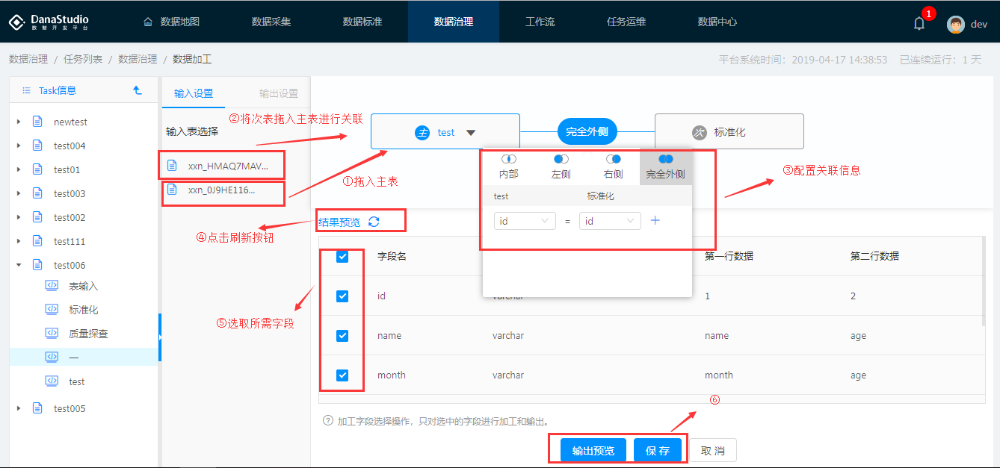 DanaStudio
数智开发平台
数据地图
数据采集
数据标准
数据治理
工作流
任务运维
数据中心
1
dev
数据治理 / 任务列表 / 数据治理 / 数据加工
平台系统时间：2019-04-17 14:38:53 已连续运行：1 天
Task信息
newtest
test004
test01
test003
test002
test111
test006
表输入
标准化
质量探查
—
test
test005
输入设置
输出设置
输入表选择
xxn_HMAQ7MAV...
xxn_0J9HE116...
②将次表拖入主表进行关联
①拖入主表
主 test
完全外侧
次 标准化
内部
左侧
右侧
完全外侧
test
标准化
id = id +
③配置关联信息
结果预览
④点击刷新按钮
⑤选取所需字段
字段名
第一行数据
第二行数据
id varchar 1 2
name varchar name age
month varchar month age
⑥
? 加工字段选择操作，只对选中的字段进行加工和输出。
输出预览
保 存
取 消